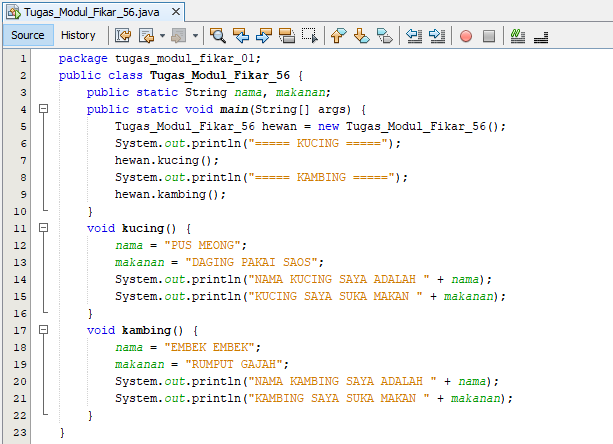 Tugas_Modul_Fikar_56.java
Source History
1 package tugas_modul_fikar_01;
2 public class Tugas_Modul_Fikar_56 {
3     public static String nama, makanan;
4     public static void main(String[] args) {
5         Tugas_Modul_Fikar_56 hewan = new Tugas_Modul_Fikar_56();
6         System.out.println("===== KUCING =====");
7         hewan.kucing();
8         System.out.println("===== KAMBING =====");
9         hewan.kambing();
10     }
11     void kucing() {
12         nama = "PUS MEONG";
13         makanan = "DAGING PAKAI SAOS";
14         System.out.println("NAMA KUCING SAYA ADALAH " + nama);
15         System.out.println("KUCING SAYA SUKA MAKAN " + makanan);
16     }
17     void kambing() {
18         nama = "EMBEK EMBEK";
19         makanan = "RUMPUT GAJAH";
20         System.out.println("NAMA KAMBING SAYA ADALAH " + nama);
21         System.out.println("KAMBING SAYA SUKA MAKAN " + makanan);
22     }
23 }